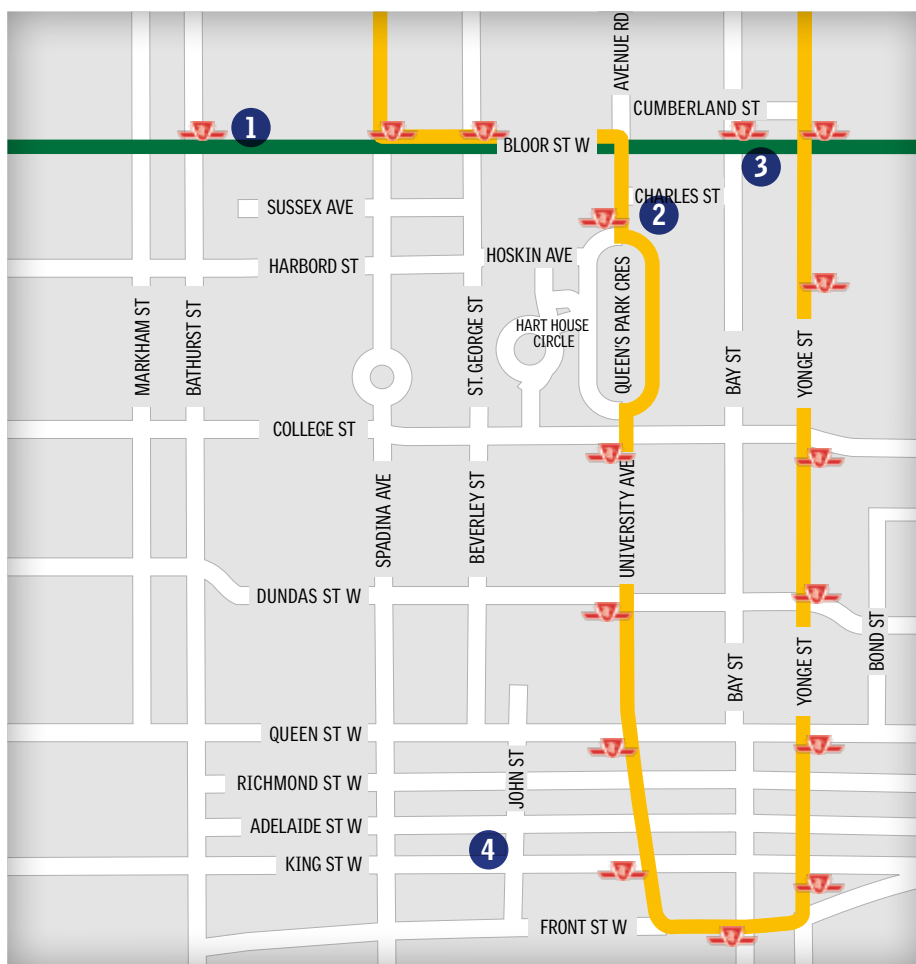 AVENUE RD
CUMBERLAND ST
1
BLOOR ST W
3
CHARLES ST
2
SUSSEX AVE
HOSKIN AVE
HARBORD ST
MARKHAM ST
BATHURST ST
ST. GEORGE ST
HART HOUSE
CIRCLE
QUEEN'S PARK CRES
BAY ST
YONGE ST
COLLEGE ST
SPADINA AVE
BEVERLEY ST
UNIVERSITY AVE
DUNDAS ST W
BAY ST
YONGE ST
BOND ST
QUEEN ST W
JOHN ST
RICHMOND ST W
ADELAIDE ST W
4
KING ST W
FRONT ST W